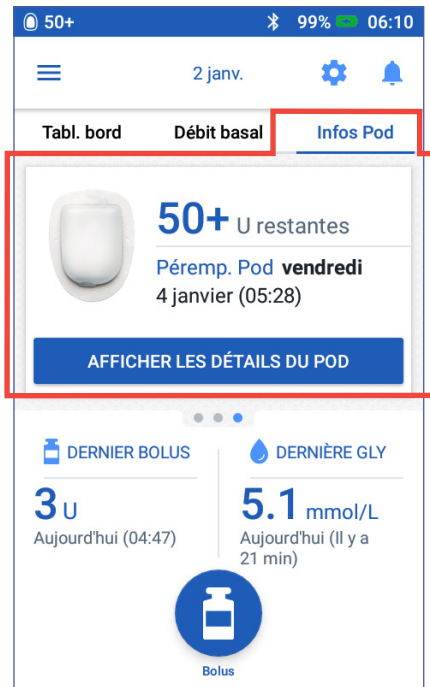 50+ 99% 06:10
2 janv.
Tabl. bord Débit basal Infos Pod
50+ U restantes
Péremp. Pod vendredi
4 janvier (05:28)
AFFICHER LES DÉTAILS DU POD
DERNIER BOLUS DERNIÈRE GLY
3 U 5.1 mmol/L
Aujourd'hui (04:47) Aujourd'hui (Il y a
21 min)
Bolus